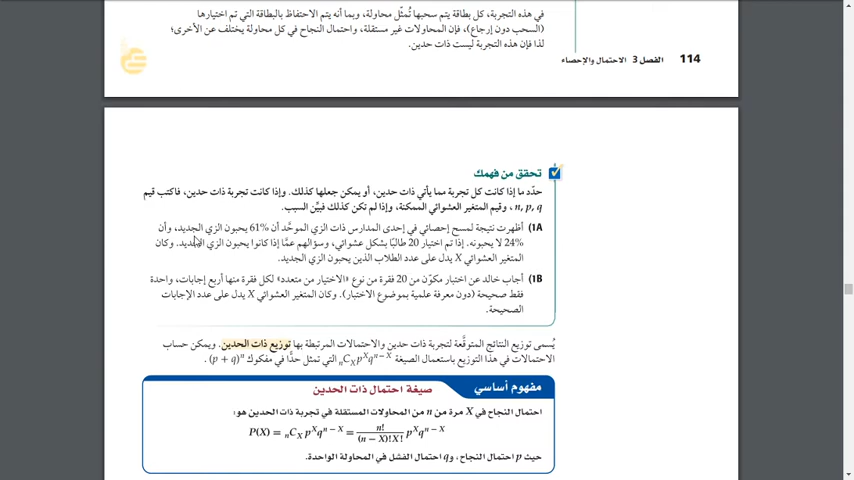 في هذه التجربة، كل بطاقة يتم سحبها تُمثّل محاولة، وبما أنه يتم الاحتفاظ بالبطاقة التي تم اختيارها
(السحب دون إرجاع)، فإن المحاولات غير مستقلة، واحتمال النجاح في كل محاولة يختلف عن الأخرى؛
لذا فإن هذه التجربة ليست ذات حدين.
114 الفصل 3 الاحتمال والإحصاء
تحقق من فهمك
حدّد ما إذا كانت كل تجربة مما يأتي ذات حدين، أو يمكن جعلها كذلك. وإذا كانت تجربة ذات حدين، فاكتب قيم
n, p, q ، وقيم المتغير العشوائي الممكنة، وإذا لم تكن كذلك فبيِّن السبب.
1A) أظهرت نتيجة لمسح إحصائي في إحدى المدارس ذات الزي الموحَّد أن 61% يحبون الزي الجديد، وأن
24% لا يحبونه. إذا تم اختيار 20 طالبًا بشكل عشوائي، وسؤالهم عمَّا إذا كانوا يحبون الزي الجديد. وكان
المتغير العشوائي X يدل على عدد الطلاب الذين يحبون الزي الجديد.
1B) أجاب خالد عن اختبار مكوّن من 20 فقرة من نوع «الاختيار من متعدد» لكل فقرة منها أربع إجابات، واحدة
فقط صحيحة (دون معرفة علمية بموضوع الاختبار). وكان المتغير العشوائي X يدل على عدد الإجابات
الصحيحة.
يُسمى توزيع النتائج المتوقَّعة لتجربة ذات حدين والاحتمالات المرتبطة بها توزيع ذات الحدين. ويمكن حساب
الاحتمالات في هذا التوزيع باستعمال الصيغة ₙCₓ pˣ qⁿ⁻ˣ التي تمثل حدًّا في مفكوك (p + q)ⁿ .
مفهوم أساسي صيغة احتمال ذات الحدين
احتمال النجاح في X مرة من n من المحاولات المستقلة في تجربة ذات الحدين هو:
P(X) = ₙCₓ pˣ qⁿ⁻ˣ = n! / (n − X)! X! pˣ qⁿ⁻ˣ
حيث p احتمال النجاح، و q احتمال الفشل في المحاولة الواحدة.